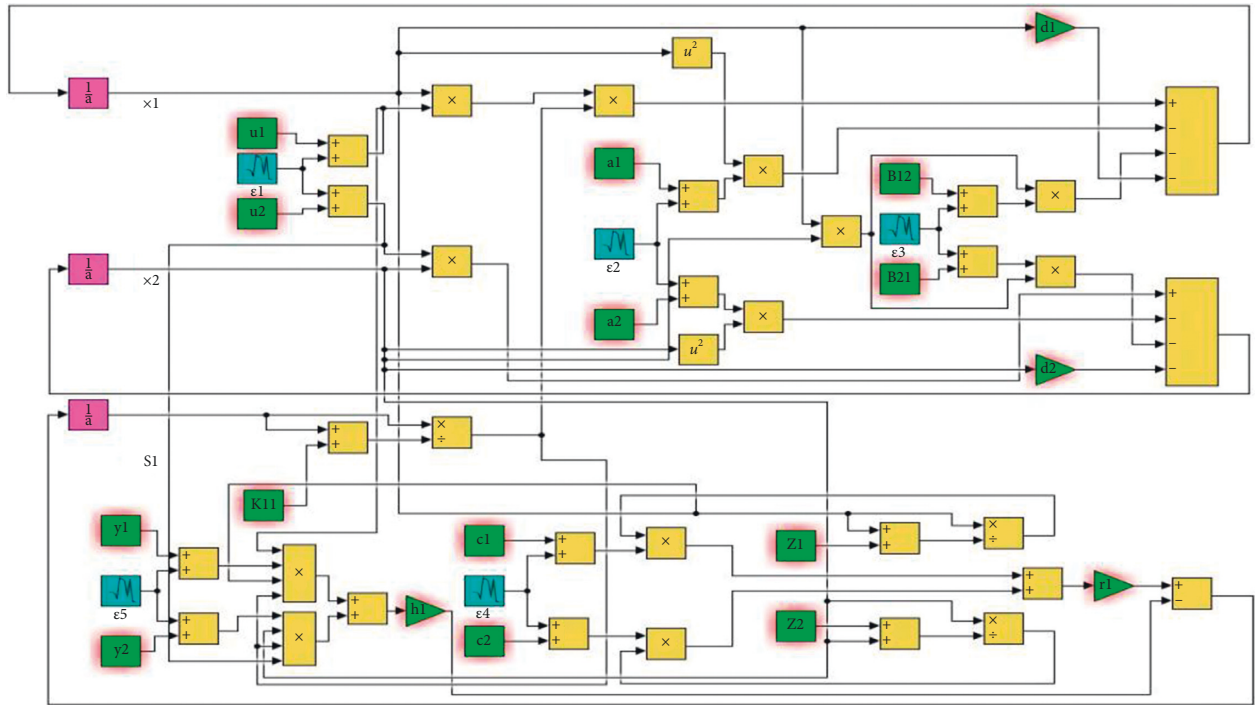 d1
u²
1/a
×1
×
×
+
−
−
−
u1
+
+
ε1
a1
×
+
+
B12
+
+
×
u2
+
+
×
ε3
ε2
1/a
×2
×
+
+
B21
×
+
−
−
−
+
+
a2
×
u²
d2
1/a
+
+
×
÷
S1
K11
y1
+
+
×
c1
+
+
×
Z1
+
+
×
÷
ε5
+
+
h1
ε4
+
+
r1
+
−
y2
+
+
×
c2
+
+
×
Z2
+
+
×
÷